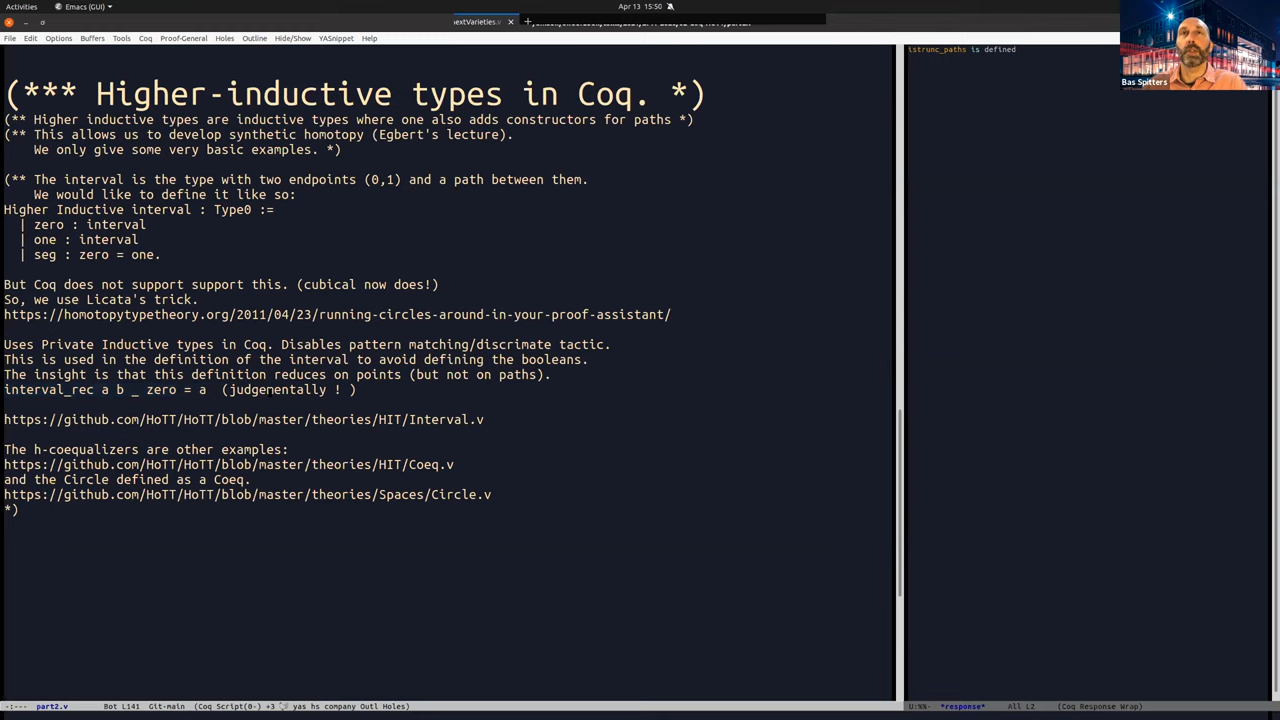 Activities
Emacs (GUI)
Apr 13 15:50
extVarieties.v
File Edit Options Buffers Tools Coq Proof-General Holes Outline Hide/Show YASnippet Help
(*** Higher-inductive types in Coq. *)
(** Higher inductive types are inductive types where one also adds constructors for paths *)
(** This allows us to develop synthetic homotopy (Egbert's lecture).
We only give some very basic examples. *)
(** The interval is the type with two endpoints (0,1) and a path between them.
We would like to define it like so:
Higher Inductive interval : Type0 :=
| zero : interval
| one : interval
| seg : zero = one.
But Coq does not support support this. (cubical now does!)
So, we use Licata's trick.
https://homotopytypetheory.org/2011/04/23/running-circles-around-in-your-proof-assistant/
Uses Private Inductive types in Coq. Disables pattern matching/discrimate tactic.
This is used in the definition of the interval to avoid defining the booleans.
The insight is that this definition reduces on points (but not on paths).
interval_rec a b _ zero = a (judgementally ! )
https://github.com/HoTT/HoTT/blob/master/theories/HIT/Interval.v
The h-coequalizers are other examples:
https://github.com/HoTT/HoTT/blob/master/theories/HIT/Coeq.v
and the Circle defined as a Coeq.
https://github.com/HoTT/HoTT/blob/master/theories/Spaces/Circle.v
*)
istrunc_paths is defined
Bas Spitters
-:--- part2.v Bot L141 Git-main (Coq Script(0-) +3 yas hs company Outl Holes)
U:%%- *response* All L2 (Coq Response Wrap)